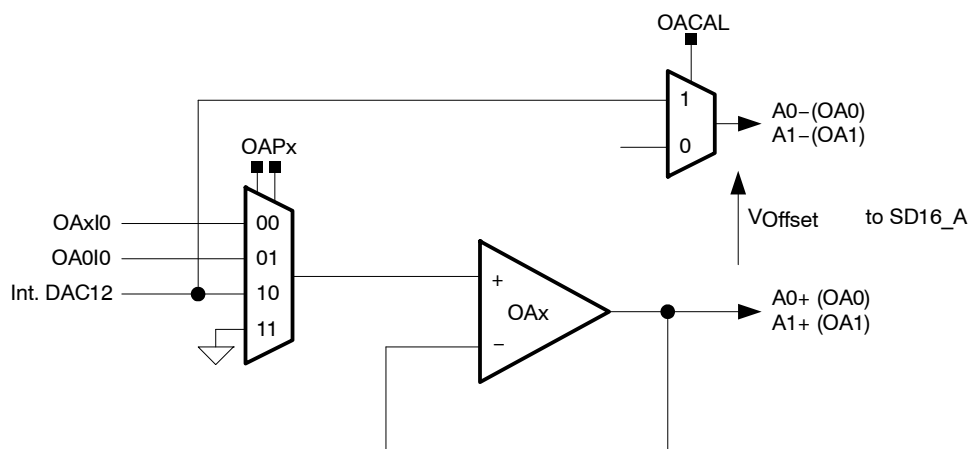 OACAL
1
A0−(OA0)
A1−(OA1)
0
OAPx
VOffset to SD16_A
OAxI0
00
OA0I0
01
Int. DAC12
10
11
+
OAx
−
A0+ (OA0)
A1+ (OA1)